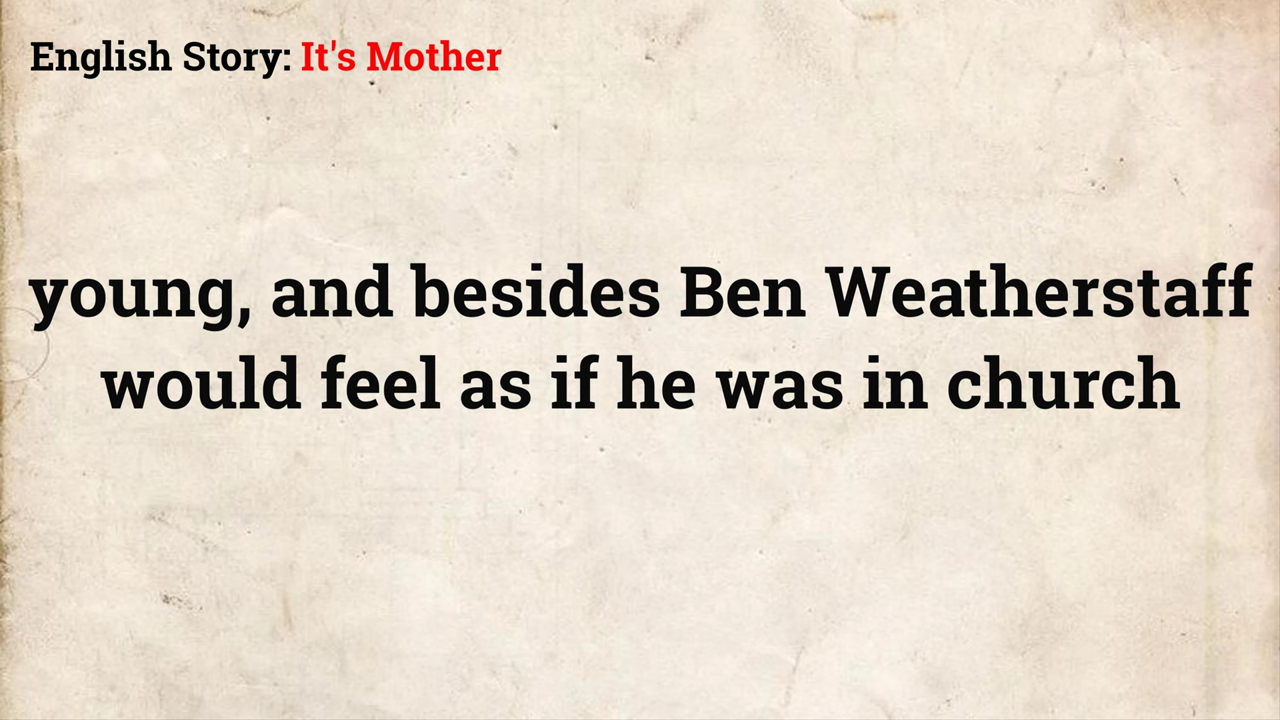 English Story: It's Mother
young, and besides Ben Weatherstaff
would feel as if he was in church